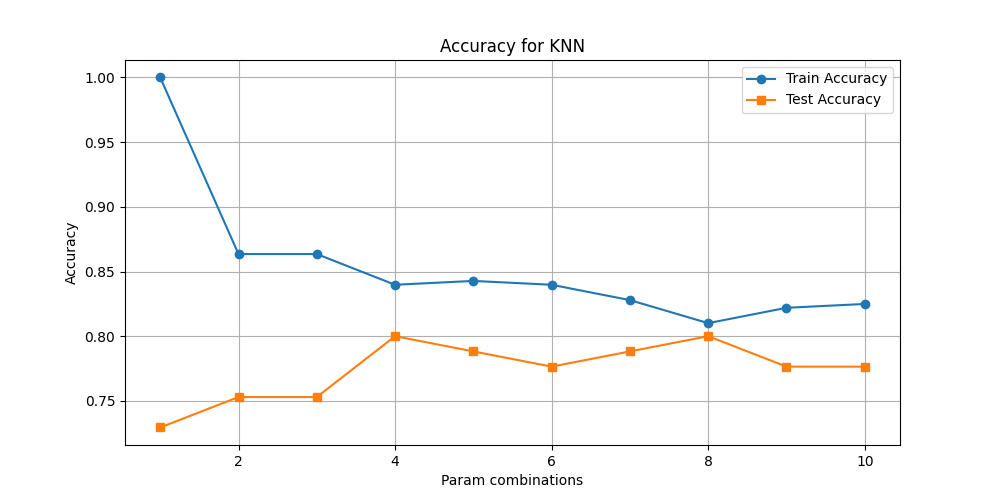 Accuracy for KNN
Train Accuracy
Test Accuracy
1.00
0.95
0.90
0.85
0.80
0.75
Accuracy
2 4 6 8 10
Param combinations